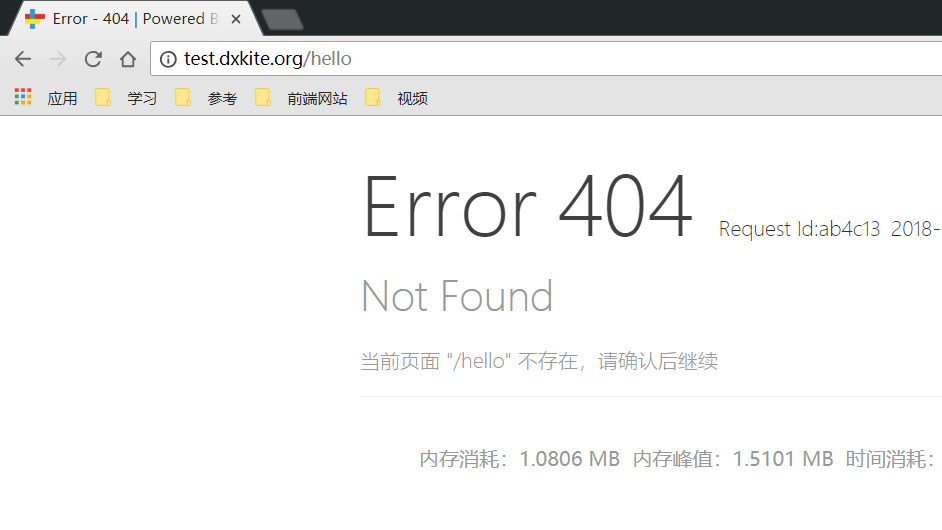 Error - 404 | Powered B
test.dxkite.org/hello
应用 学习 参考 前端网站 视频
Error 404 Request Id:ab4c13 2018-
Not Found
当前页面 "/hello" 不存在，请确认后继续
内存消耗：1.0806 MB 内存峰值：1.5101 MB 时间消耗：